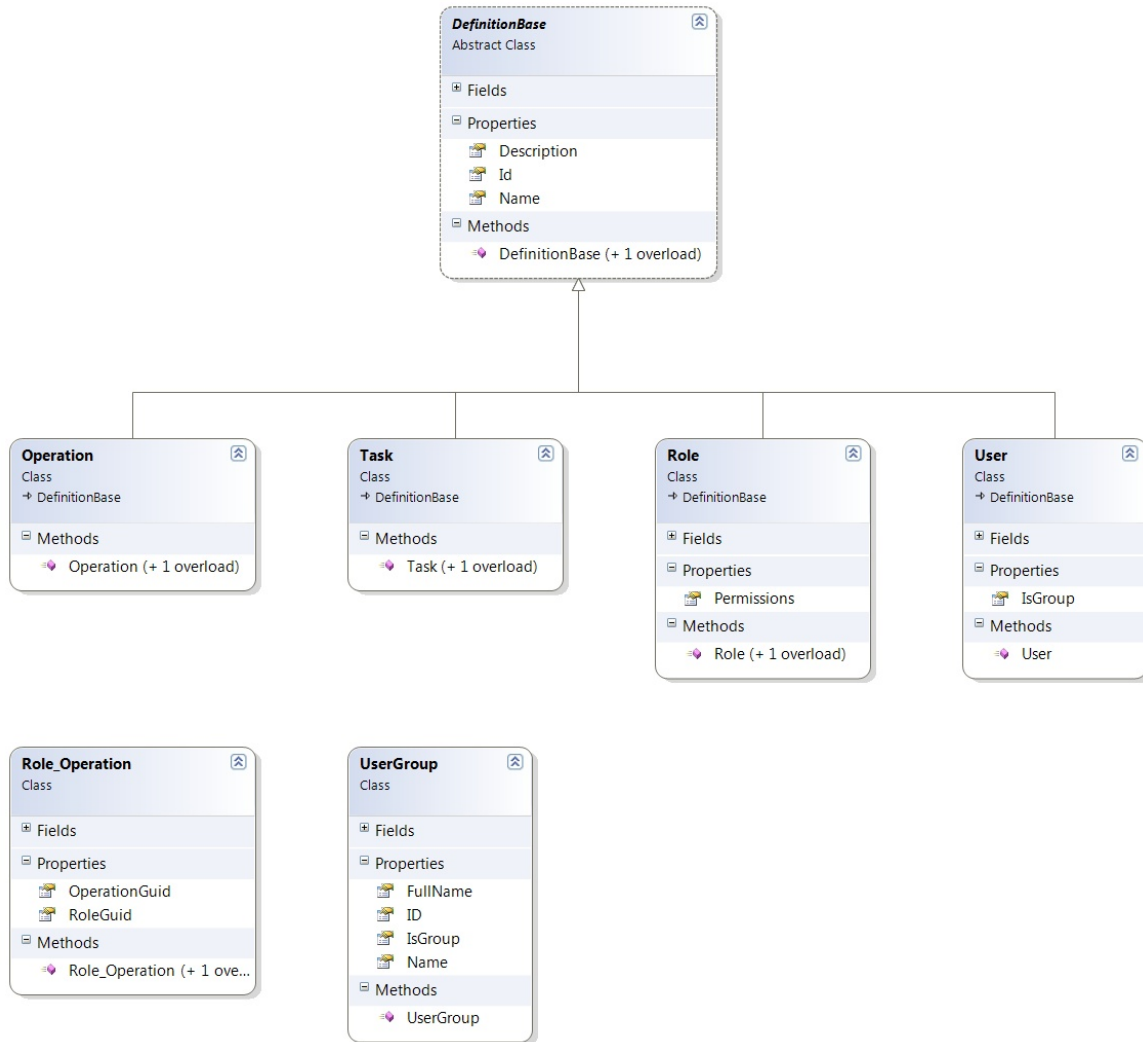 DefinitionBase
Abstract Class
Fields
Properties
Description
Id
Name
Methods
DefinitionBase (+ 1 overload)
Operation
Class
DefinitionBase
Methods
Operation (+ 1 overload)
Task
Class
DefinitionBase
Methods
Task (+ 1 overload)
Role
Class
DefinitionBase
Fields
Properties
Permissions
Methods
Role (+ 1 overload)
User
Class
DefinitionBase
Fields
Properties
IsGroup
Methods
User
Role_Operation
Class
Fields
Properties
OperationGuid
RoleGuid
Methods
Role_Operation (+ 1 ove...
UserGroup
Class
Fields
Properties
FullName
ID
IsGroup
Name
Methods
UserGroup